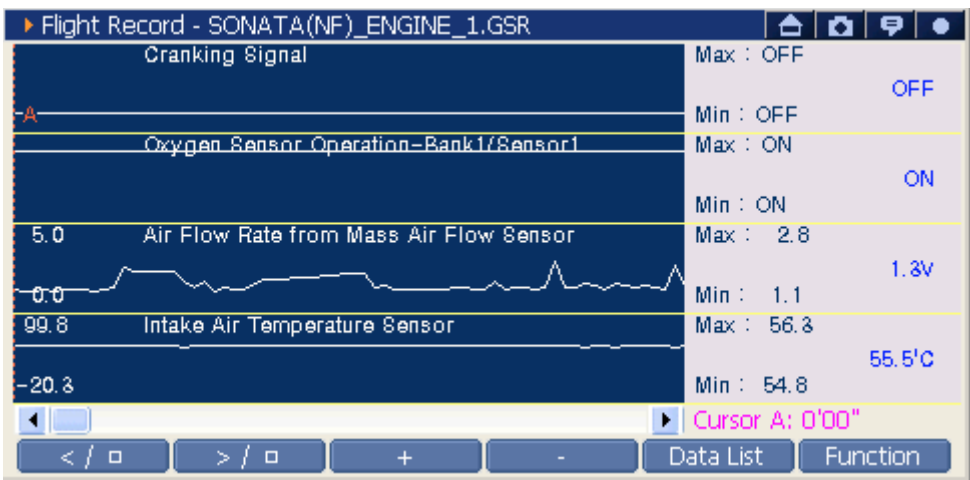 Flight Record - SONATA(NF)_ENGINE_1.GSR
Cranking Signal
Max : OFF
OFF
A
Min : OFF
Oxygen Sensor Operation-Bank1/Sensor1
Max : ON
ON
Min : ON
5.0 Air Flow Rate from Mass Air Flow Sensor
Max : 2.8
1.3V
0.0
Min : 1.1
99.8 Intake Air Temperature Sensor
Max : 56.3
55.5'C
-20.3
Min : 54.8
Cursor A: 0'00"
< / □ > / □ + - Data List Function